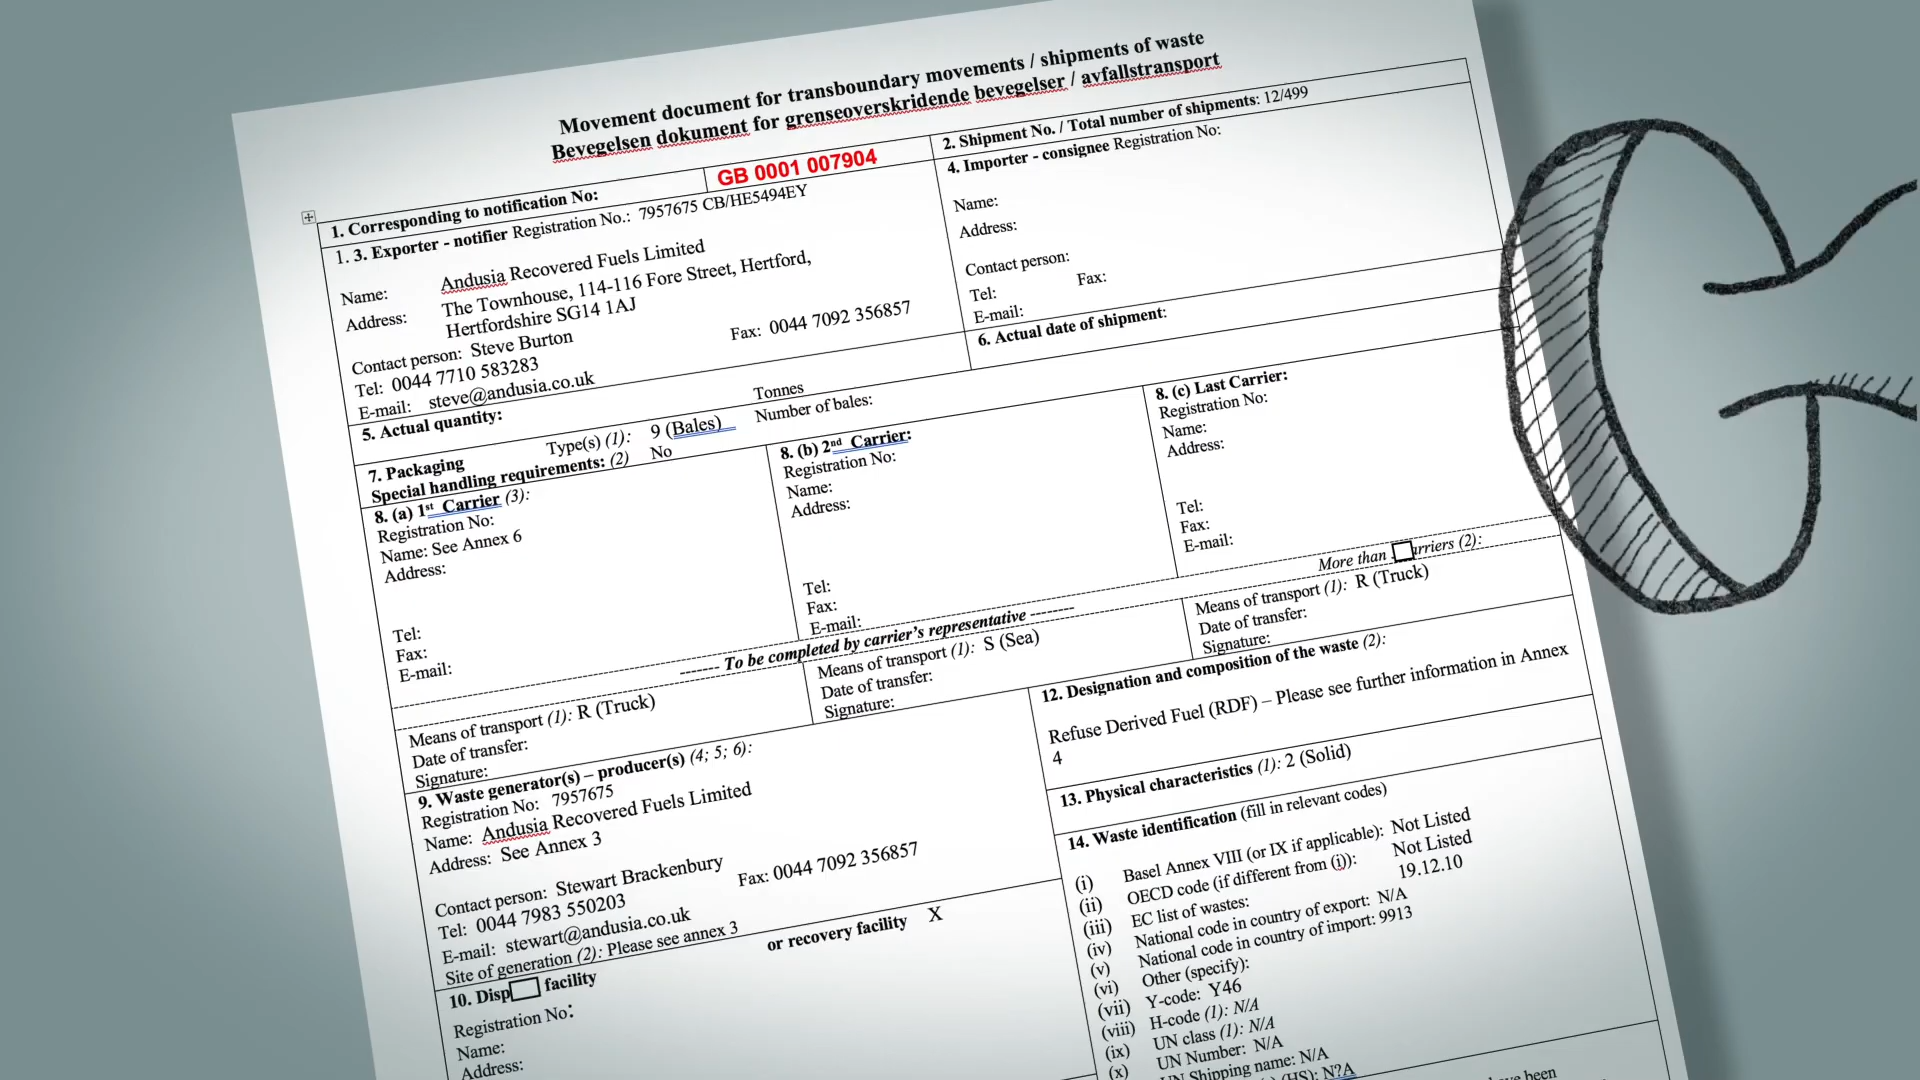 Movement document for transboundary movements / shipments of waste
Bevegelsen dokument for grenseoverskridende bevegelser / avfallstransport
1. Corresponding to notification No:
GB 0001 007904
2. Shipment No. / Total number of shipments: 12/499
1. 3. Exporter - notifier Registration No.: 7957675 CB/HE5494EY
Name: Andusia Recovered Fuels Limited
Address: The Townhouse, 114-116 Fore Street, Hertford,
Hertfordshire SG14 1AJ
Contact person: Steve Burton
Tel: 0044 7710 583283 Fax: 0044 7092 356857
E-mail: steve@andusia.co.uk
4. Importer - consignee Registration No:
Name:
Address:
Contact person:
Tel: Fax:
E-mail:
5. Actual quantity: Tonnes
6. Actual date of shipment:
7. Packaging Type(s) (1): 9 (Bales) Number of bales:
Special handling requirements: (2) No
8. (a) 1st Carrier (3):
Registration No:
Name: See Annex 6
Address:
Tel:
Fax:
E-mail:
8. (b) 2nd Carrier:
Registration No:
Name:
Address:
Tel:
Fax:
E-mail:
8. (c) Last Carrier:
Registration No:
Name:
Address:
Tel:
Fax:
E-mail:
------- To be completed by carrier's representative --------
More than rriers (2):
Means of transport (1): R (Truck)
Date of transfer:
Signature:
Means of transport (1): S (Sea)
Date of transfer:
Signature:
Means of transport (1): R (Truck)
Date of transfer:
Signature:
9. Waste generator(s) – producer(s) (4; 5; 6):
Registration No: 7957675
Name: Andusia Recovered Fuels Limited
Address: See Annex 3
Contact person: Stewart Brackenbury
Tel: 0044 7983 550203 Fax: 0044 7092 356857
E-mail: stewart@andusia.co.uk
Site of generation (2): Please see annex 3
10. Disp facility or recovery facility X
Registration No:
Name:
Address:
12. Designation and composition of the waste (2):
Refuse Derived Fuel (RDF) – Please see further information in Annex
4
13. Physical characteristics (1): 2 (Solid)
14. Waste identification (fill in relevant codes)
(i) Basel Annex VIII (or IX if applicable): Not Listed
(ii) OECD code (if different from (i)): Not Listed
(iii) EC list of wastes: 19.12.10
(iv) National code in country of export: N/A
(v) National code in country of import: 9913
(vi) Other (specify):
(vii) Y-code: Y46
(viii) H-code (1): N/A
(ix) UN class (1): N/A
(x) UN Number: N/A
UN Shipping name: N/A
(HS): N?A
been